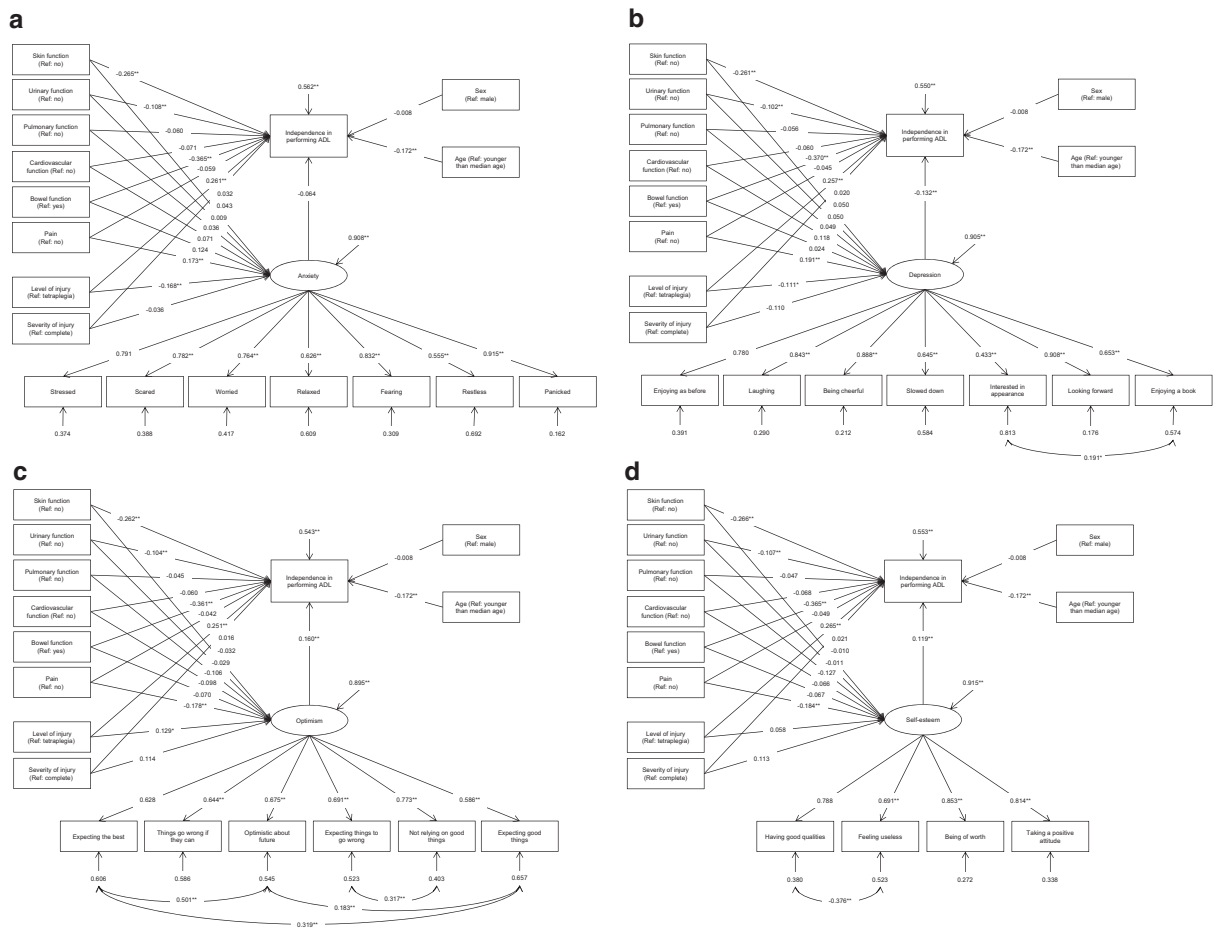 a
Skin function
(Ref: no)
Urinary function
(Ref: no)
Pulmonary function
(Ref: no)
Cardiovascular
function (Ref: no)
Bowel function
(Ref: yes)
Pain
(Ref: no)
Level of injury
(Ref: tetraplegia)
Severity of injury
(Ref: complete)
-0.265**
-0.108**
-0.060
-0.071
-0.365**
-0.059
0.261**
0.032
0.043
0.009
0.036
0.071
0.124
0.173**
-0.168**
-0.036
0.562**
Independence in
performing ADL
-0.008
-0.172**
Sex
(Ref: male)
Age (Ref: younger
than median age)
-0.064
0.908**
Anxiety
0.791
0.782**
0.764**
0.626**
0.832**
0.555**
0.915**
Stressed
Scared
Worried
Relaxed
Fearing
Restless
Panicked
0.374
0.388
0.417
0.609
0.309
0.692
0.162
b
Skin function
(Ref: no)
Urinary function
(Ref: no)
Pulmonary function
(Ref: no)
Cardiovascular
function (Ref: no)
Bowel function
(Ref: yes)
Pain
(Ref: no)
Level of injury
(Ref: tetraplegia)
Severity of injury
(Ref: complete)
-0.261**
-0.102**
-0.056
-0.060
-0.370**
-0.045
0.257**
0.020
0.050
0.050
0.049
0.118
0.024
0.191**
-0.111*
-0.110
0.550**
Independence in
performing ADL
-0.008
-0.172**
Sex
(Ref: male)
Age (Ref: younger
than median age)
-0.132**
0.905**
Depression
0.780
0.843**
0.888**
0.645**
0.433**
0.908**
0.653**
Enjoying as before
Laughing
Being cheerful
Slowed down
Interested in
appearance
Looking forward
Enjoying a book
0.391
0.290
0.212
0.584
0.813
0.176
0.574
0.191*
c
Skin function
(Ref: no)
Urinary function
(Ref: no)
Pulmonary function
(Ref: no)
Cardiovascular
function (Ref: no)
Bowel function
(Ref: yes)
Pain
(Ref: no)
Level of injury
(Ref: tetraplegia)
Severity of injury
(Ref: complete)
-0.262**
-0.104**
-0.045
-0.060
-0.361**
-0.042
0.251**
0.016
-0.032
-0.029
-0.106
-0.098
-0.070
-0.178**
0.129*
0.114
0.543**
Independence in
performing ADL
-0.008
-0.172**
Sex
(Ref: male)
Age (Ref: younger
than median age)
0.160**
0.895**
Optimism
0.628
0.644**
0.675**
0.691**
0.773**
0.586**
Expecting the best
Things go wrong if
they can
Optimistic about
future
Expecting things to
go wrong
Not relying on good
things
Expecting good
things
0.606
0.586
0.545
0.523
0.403
0.657
0.501**
0.317**
0.183**
0.319**
d
Skin function
(Ref: no)
Urinary function
(Ref: no)
Pulmonary function
(Ref: no)
Cardiovascular
function (Ref: no)
Bowel function
(Ref: yes)
Pain
(Ref: no)
Level of injury
(Ref: tetraplegia)
Severity of injury
(Ref: complete)
-0.266**
-0.107**
-0.047
-0.068
-0.365**
-0.049
0.265**
0.021
-0.010
-0.011
-0.127
-0.066
-0.067
-0.184**
0.058
0.113
0.553**
Independence in
performing ADL
-0.008
-0.172**
Sex
(Ref: male)
Age (Ref: younger
than median age)
0.119**
0.915**
Self-esteem
0.788
0.691**
0.853**
0.814**
Having good qualities
Feeling useless
Being of worth
Taking a positive
attitude
0.380
0.523
0.272
0.338
-0.376**